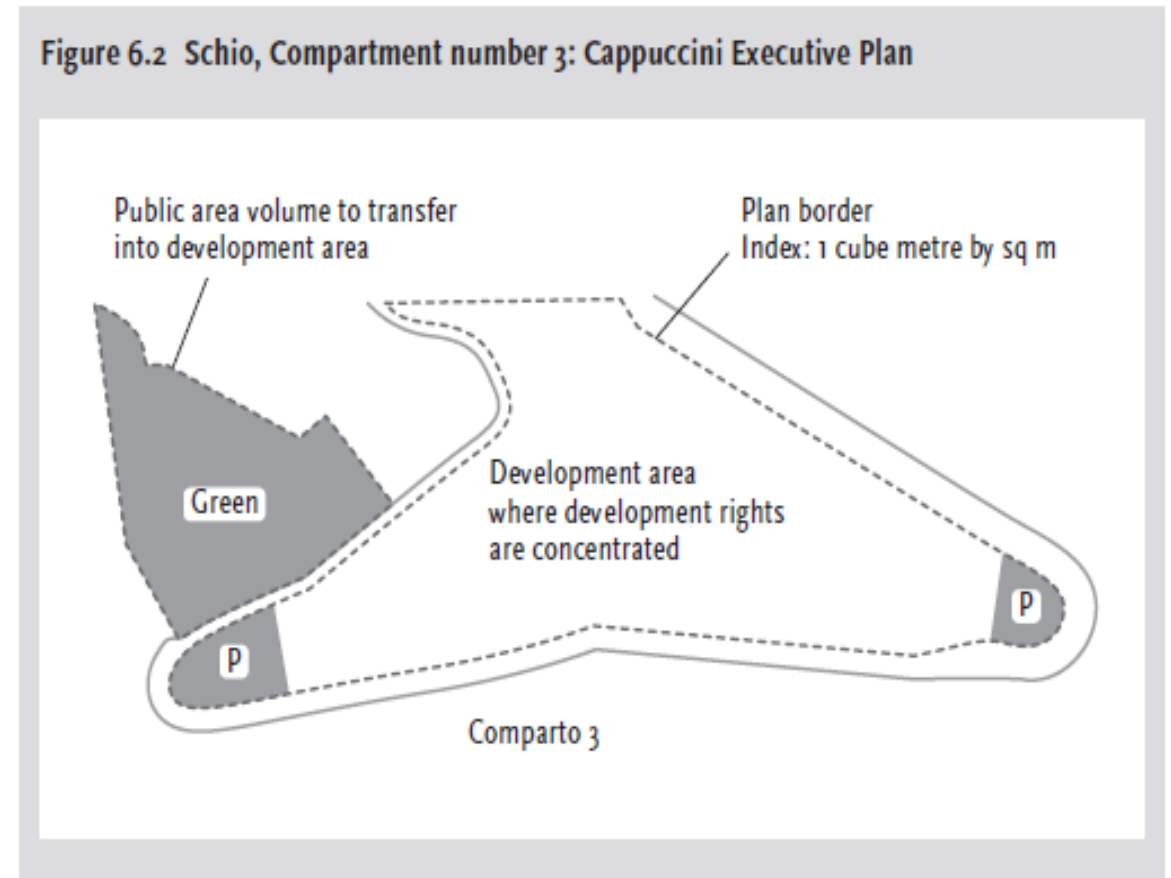 Figure 6.2 Schio, Compartment number 3: Cappuccini Executive Plan
Public area volume to transfer
into development area
Plan border
Index: 1 cube metre by sq m
Green
Development area
where development rights
are concentrated
P
P
Comparto 3